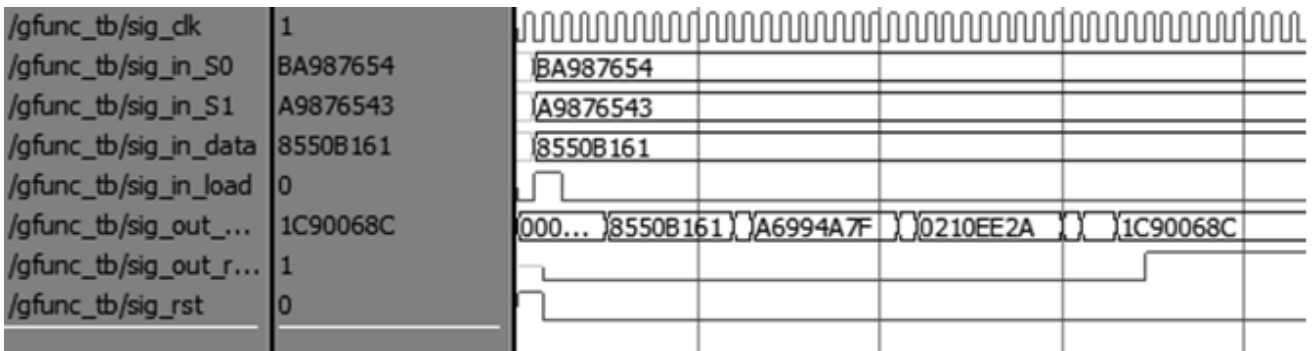 /gfunc_tb/sig_clk 1
/gfunc_tb/sig_in_S0 BA987654 BA987654
/gfunc_tb/sig_in_S1 A9876543 A9876543
/gfunc_tb/sig_in_data 8550B161 8550B161
/gfunc_tb/sig_in_load 0
/gfunc_tb/sig_out_... 1C90068C 000... 8550B161 A6994A7F 0210EE2A 1C90068C
/gfunc_tb/sig_out_r... 1
/gfunc_tb/sig_rst 0